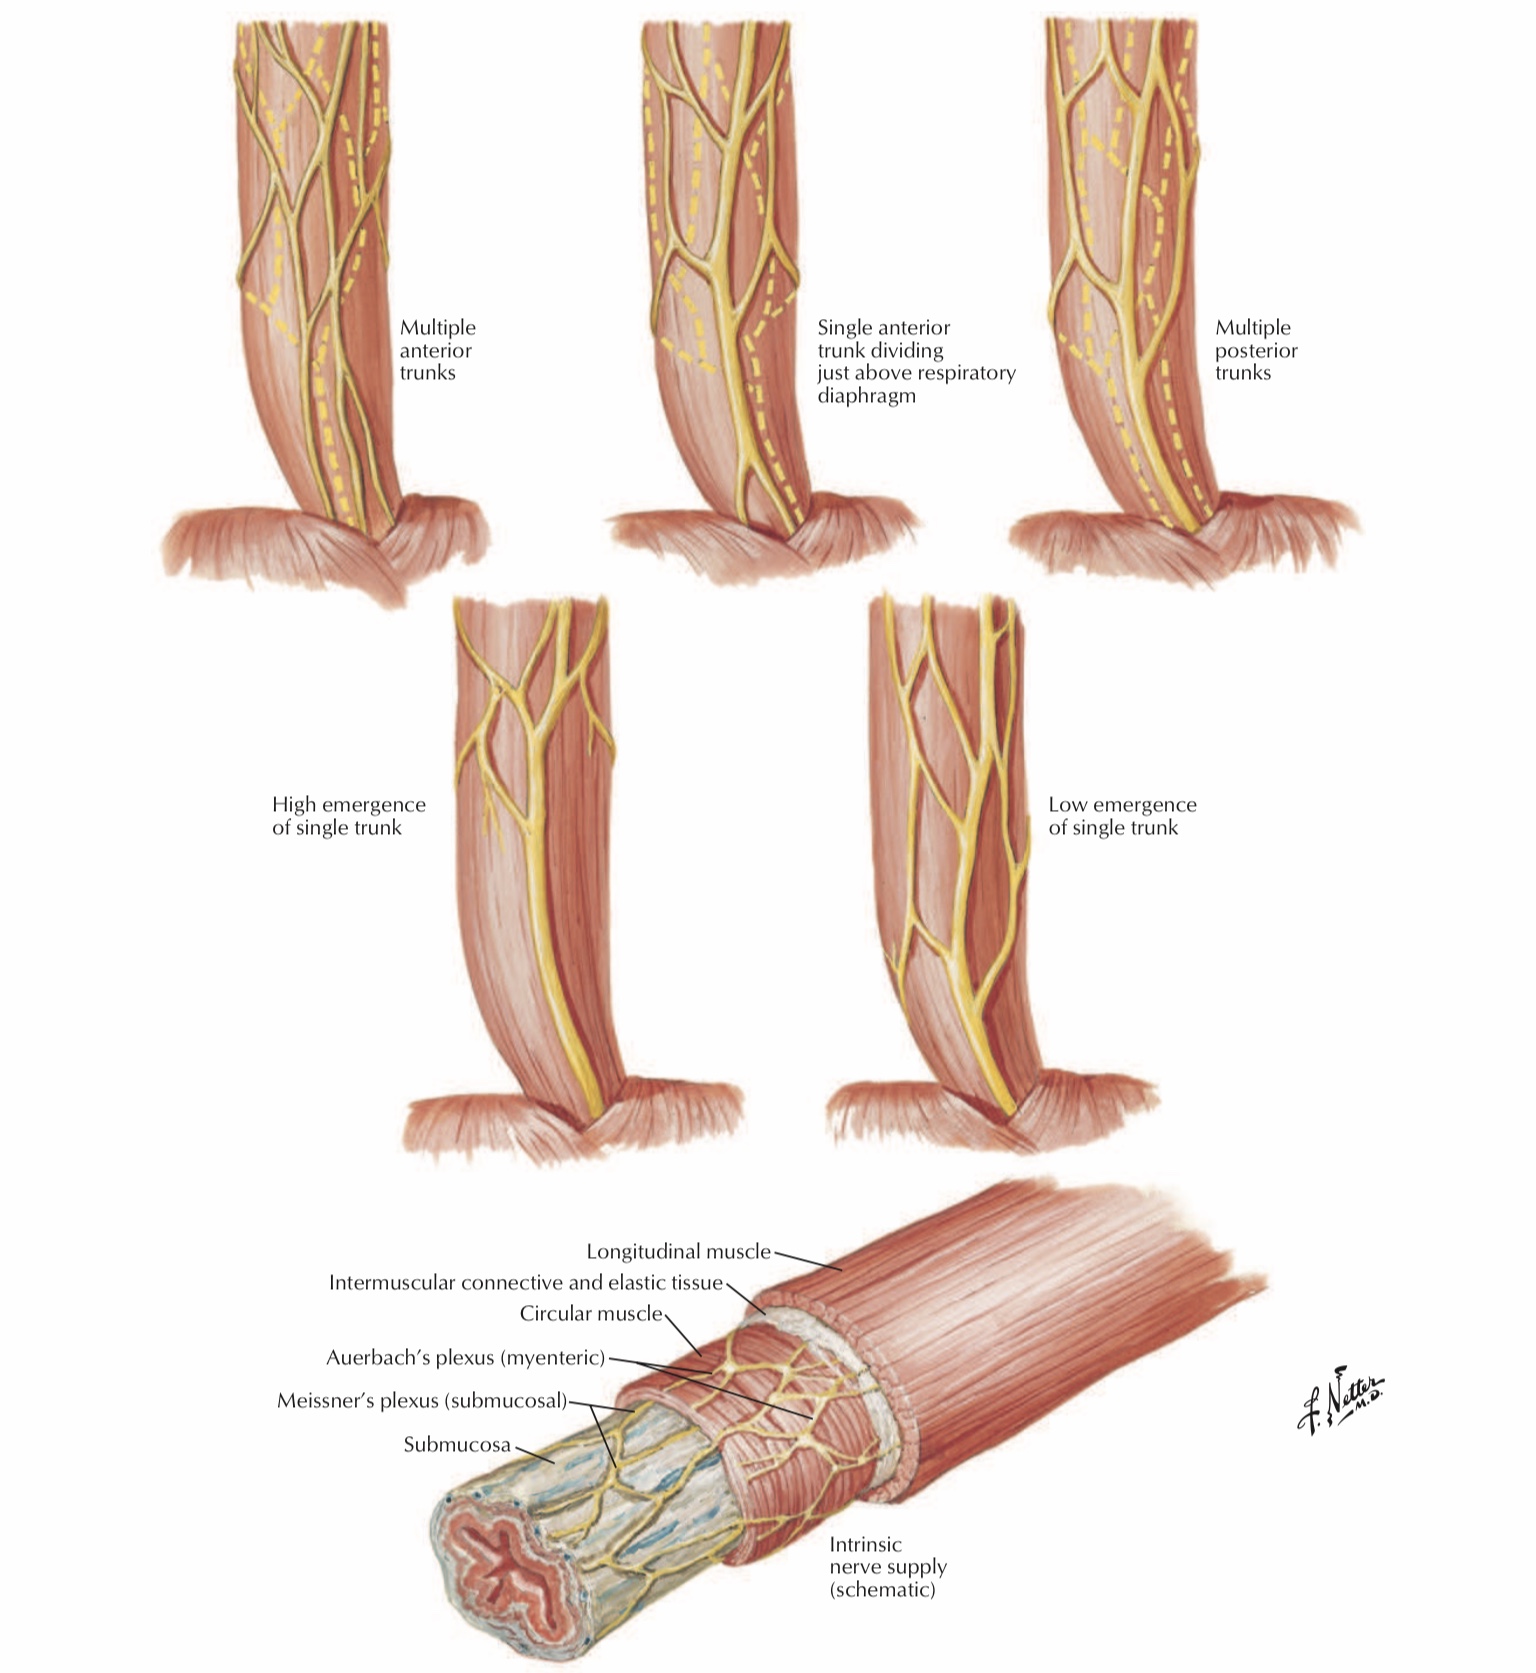 Multiple
anterior
trunks
Single anterior
trunk dividing
just above respiratory
diaphragm
Multiple
posterior
trunks
High emergence
of single trunk
Low emergence
of single trunk
Longitudinal muscle
Intermuscular connective and elastic tissue
Circular muscle
Auerbach’s plexus (myenteric)
Meissner’s plexus (submucosal)
Submucosa
Intrinsic
nerve supply
(schematic)
F. Netter
M.D.